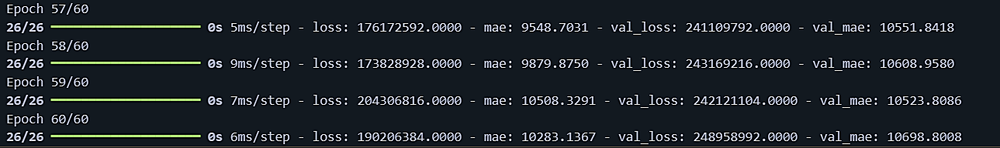 Epoch 57/60
26/26 ━━━━━━━━━━━━━━━━━━━━ 0s 5ms/step - loss: 176172592.0000 - mae: 9548.7031 - val_loss: 241109792.0000 - val_mae: 10551.8418
Epoch 58/60
26/26 ━━━━━━━━━━━━━━━━━━━━ 0s 9ms/step - loss: 173828928.0000 - mae: 9879.8750 - val_loss: 243169216.0000 - val_mae: 10608.9580
Epoch 59/60
26/26 ━━━━━━━━━━━━━━━━━━━━ 0s 7ms/step - loss: 204306816.0000 - mae: 10508.3291 - val_loss: 242121104.0000 - val_mae: 10523.8086
Epoch 60/60
26/26 ━━━━━━━━━━━━━━━━━━━━ 0s 6ms/step - loss: 190206384.0000 - mae: 10283.1367 - val_loss: 248958992.0000 - val_mae: 10698.8008